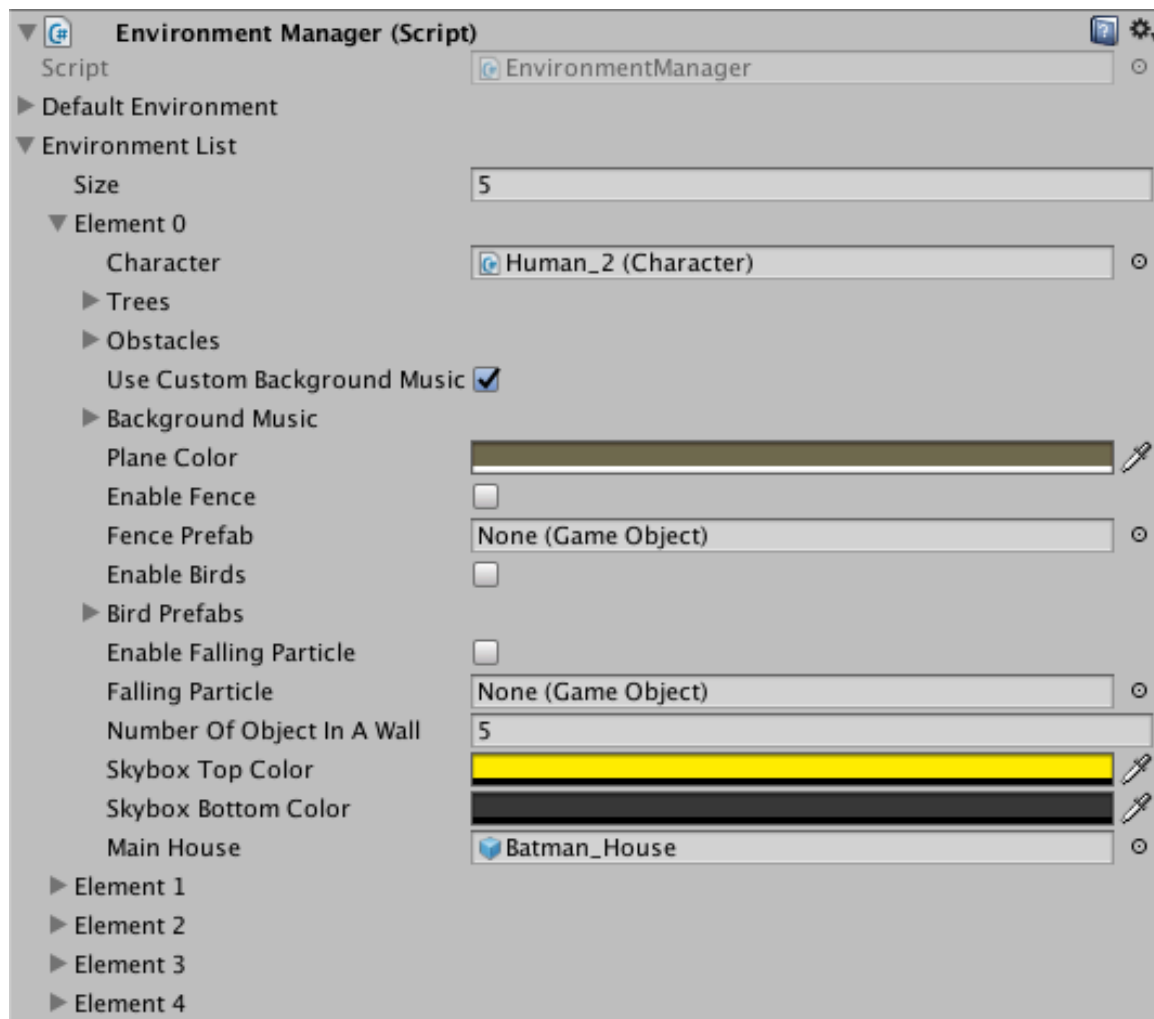 Environment Manager (Script)
Script EnvironmentManager
Default Environment
Environment List
Size 5
Element 0
Character Human_2 (Character)
Trees
Obstacles
Use Custom Background Music
Background Music
Plane Color
Enable Fence
Fence Prefab None (Game Object)
Enable Birds
Bird Prefabs
Enable Falling Particle
Falling Particle None (Game Object)
Number Of Object In A Wall 5
Skybox Top Color
Skybox Bottom Color
Main House Batman_House
Element 1
Element 2
Element 3
Element 4